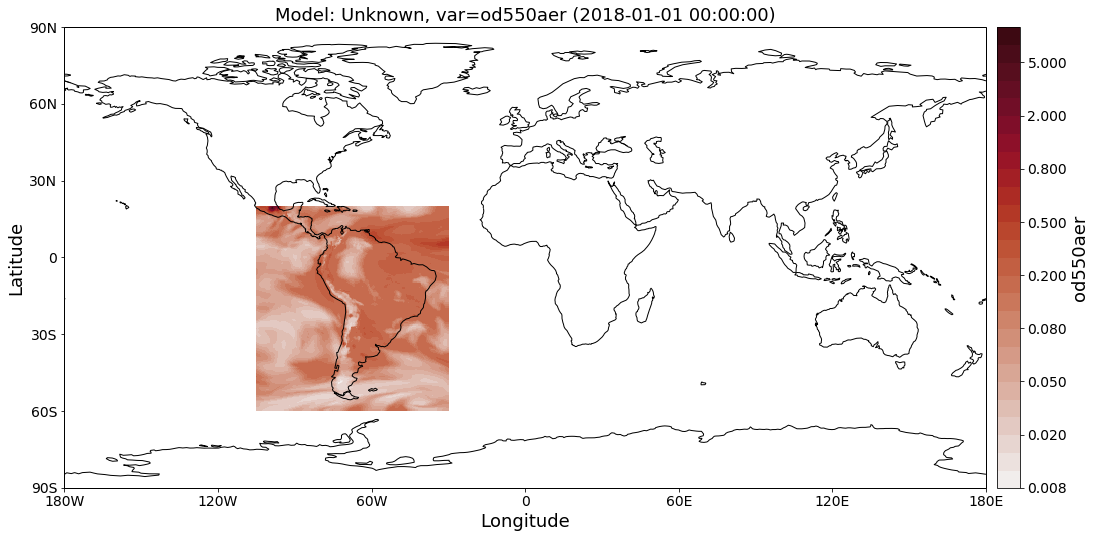 Model: Unknown, var=od550aer (2018-01-01 00:00:00)
90N
60N
30N
0
30S
60S
90S
Latitude
180W
120W
60W
0
60E
120E
180E
Longitude
5.000
2.000
0.800
0.500
0.200
0.080
0.050
0.020
0.008
od550aer